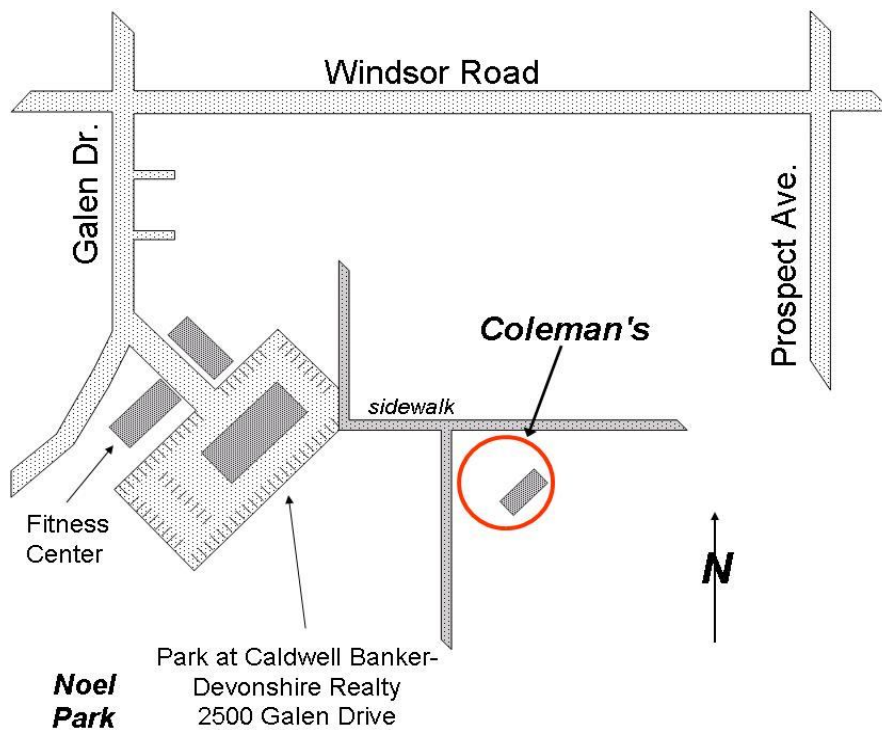 Windsor Road
Galen Dr.
Prospect Ave.
Coleman's
sidewalk
Fitness
Center
N
Park at Caldwell Banker-
Devonshire Realty
2500 Galen Drive
Noel
Park